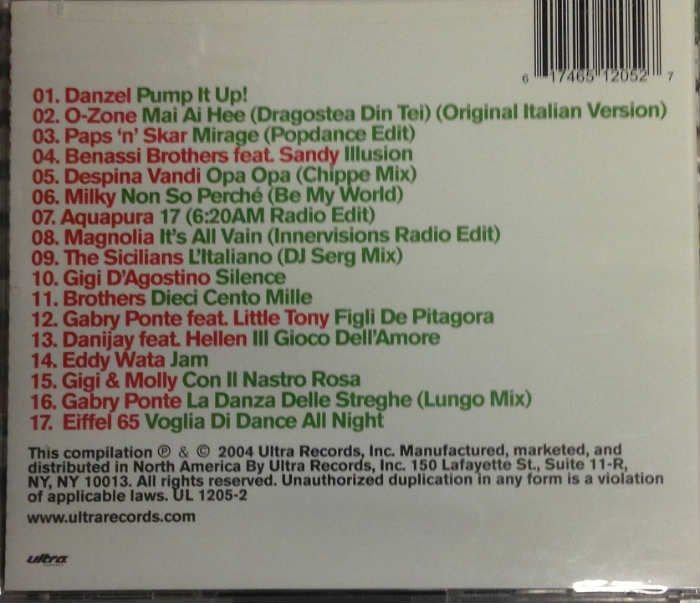 6 17465 12052 7
01. Danzel Pump It Up!
02. O-Zone Mai Ai Hee (Dragostea Din Tei) (Original Italian Version)
03. Paps 'n' Skar Mirage (Popdance Edit)
04. Benassi Brothers feat. Sandy Illusion
05. Despina Vandi Opa Opa (Chippe Mix)
06. Milky Non So Perché (Be My World)
07. Aquapura 17 (6:20AM Radio Edit)
08. Magnolia It's All Vain (Innervisions Radio Edit)
09. The Sicilians L'Italiano (DJ Serg Mix)
10. Gigi D'Agostino Silence
11. Brothers Dieci Cento Mille
12. Gabry Ponte feat. Little Tony Figli De Pitagora
13. Danijay feat. Hellen Ill Gioco Dell'Amore
14. Eddy Wata Jam
15. Gigi & Molly Con Il Nastro Rosa
16. Gabry Ponte La Danza Delle Streghe (Lungo Mix)
17. Eiffel 65 Voglia Di Dance All Night
This compilation ℗ & © 2004 Ultra Records, Inc. Manufactured, marketed, and
distributed in North America By Ultra Records, Inc. 150 Lafayette St., Suite 11-R,
NY, NY 10013. All rights reserved. Unauthorized duplication in any form is a violation
of applicable laws. UL 1205-2
www.ultrarecords.com
ultra